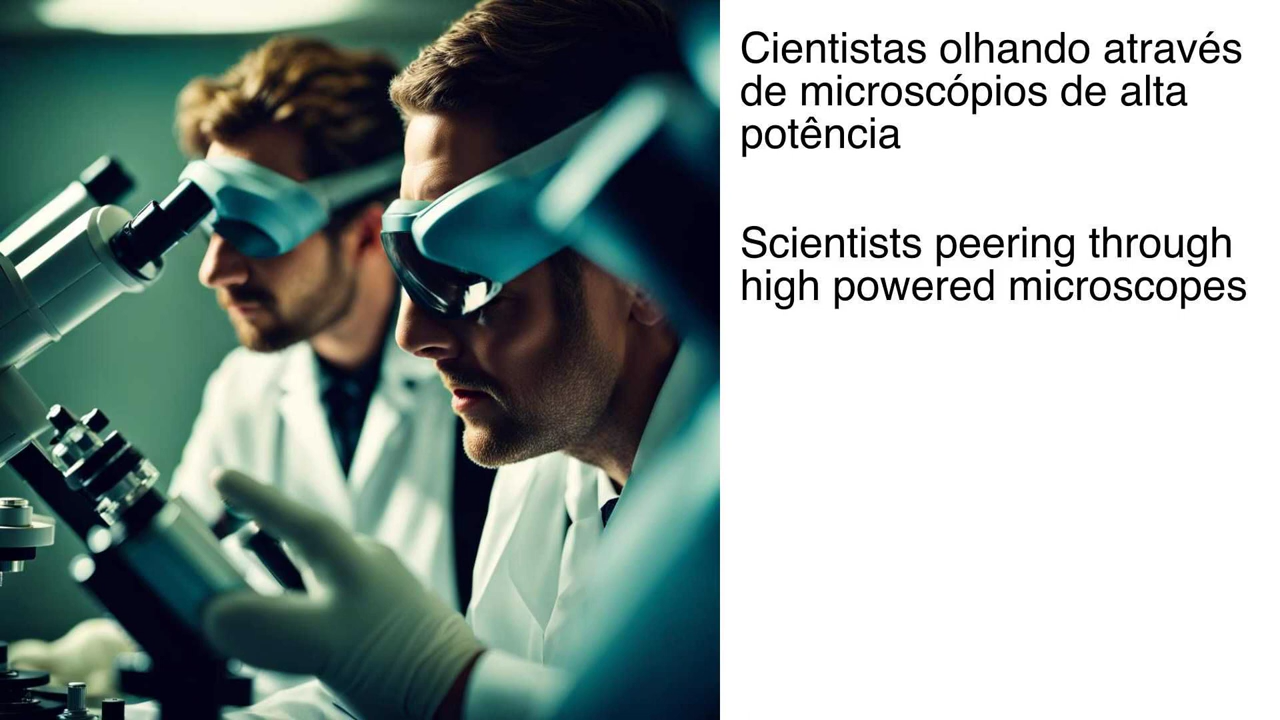 Cientistas olhando através
de microscópios de alta
potência
Scientists peering through
high powered microscopes